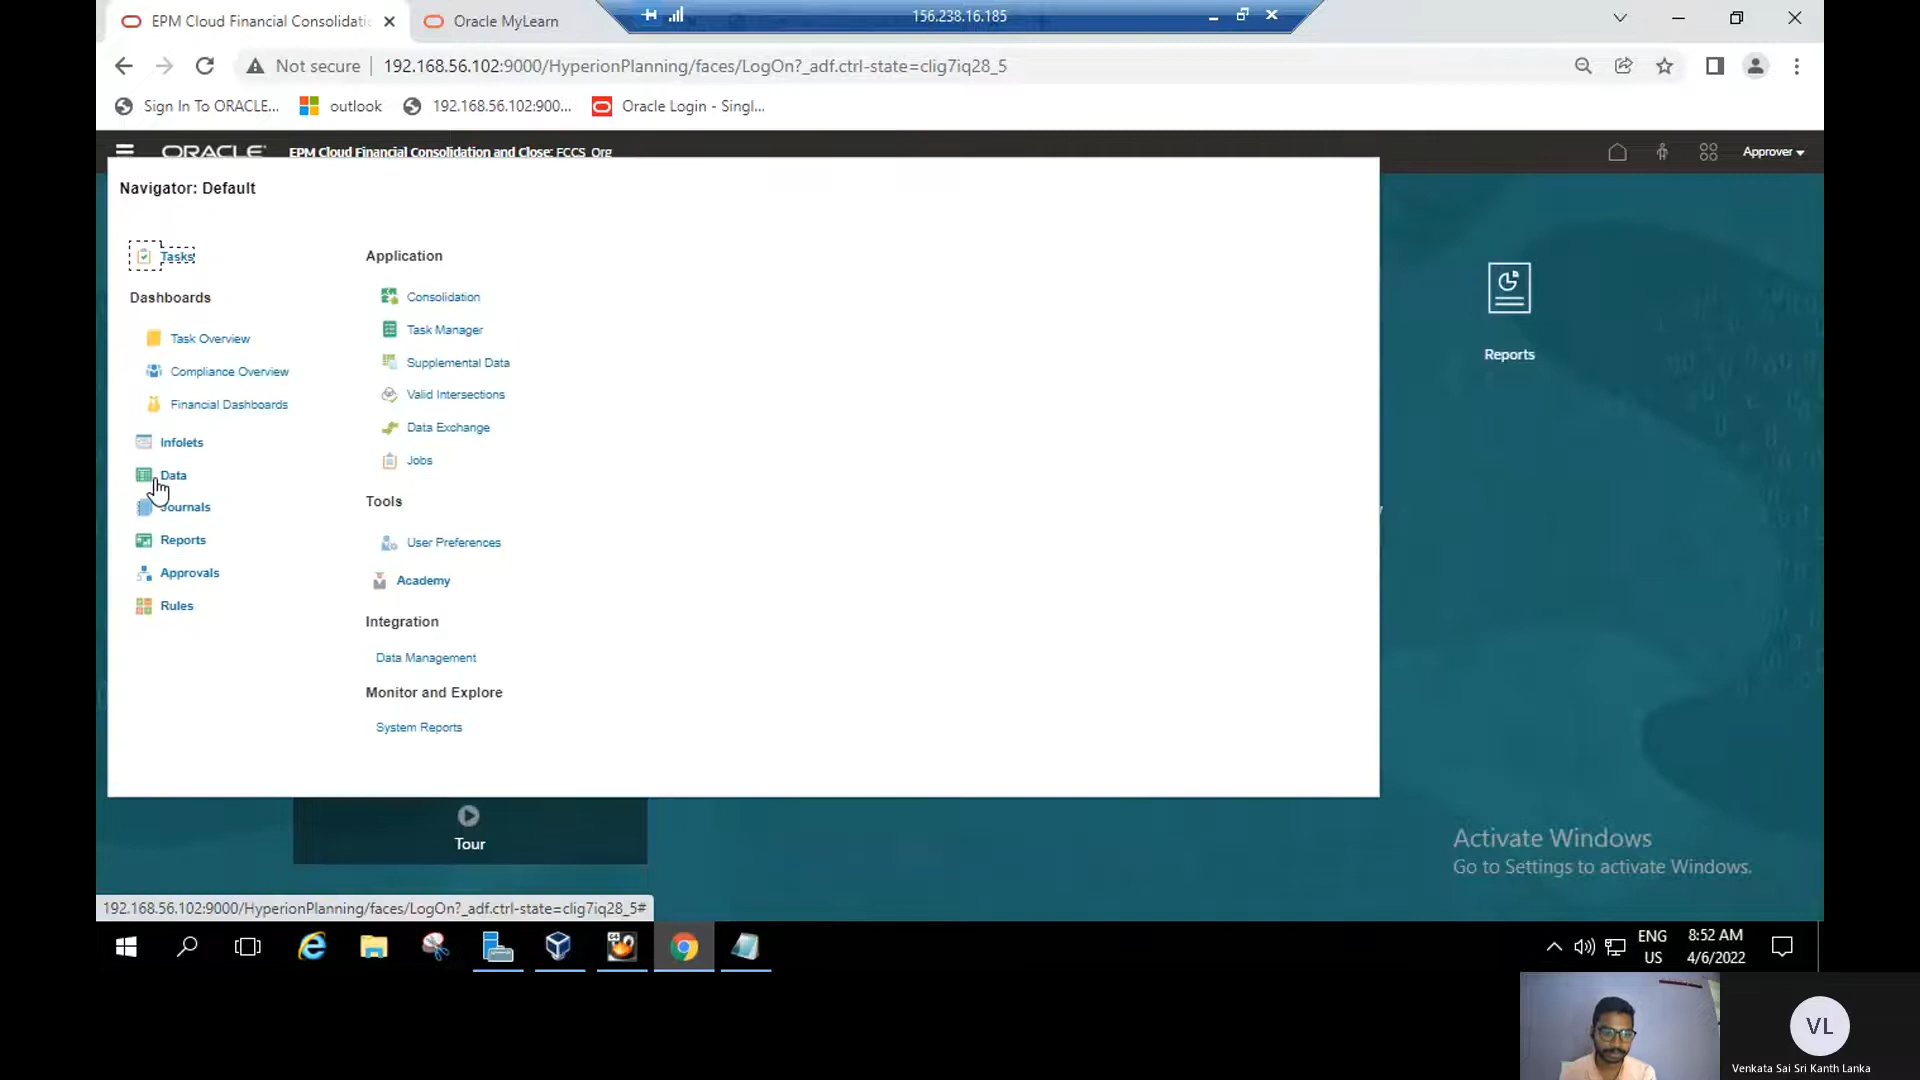 EPM Cloud Financial Consolidatic
Oracle MyLearn
156.238.16.185
Not secure
192.168.56.102:9000/HyperionPlanning/faces/LogOn?_adf.ctrl-state=clig7iq28_5
Sign In To ORACLE...
outlook
192.168.56.102:900...
Oracle Login - Singl...
ORACLE
EPM Cloud Financial Consolidation and Close: FCCS_Org
Approver
Navigator: Default
Tasks
Dashboards
Task Overview
Compliance Overview
Financial Dashboards
Infolets
Data
Journals
Reports
Approvals
Rules
Application
Consolidation
Task Manager
Supplemental Data
Valid Intersections
Data Exchange
Jobs
Tools
User Preferences
Academy
Integration
Data Management
Monitor and Explore
System Reports
Reports
Tour
Activate Windows
Go to Settings to activate Windows.
192.168.56.102:9000/HyperionPlanning/faces/LogOn?_adf.ctrl-state=clig7iq28_5#
ENG
US
8:52 AM
4/6/2022
VL
Venkata Sai Sri Kanth Lanka